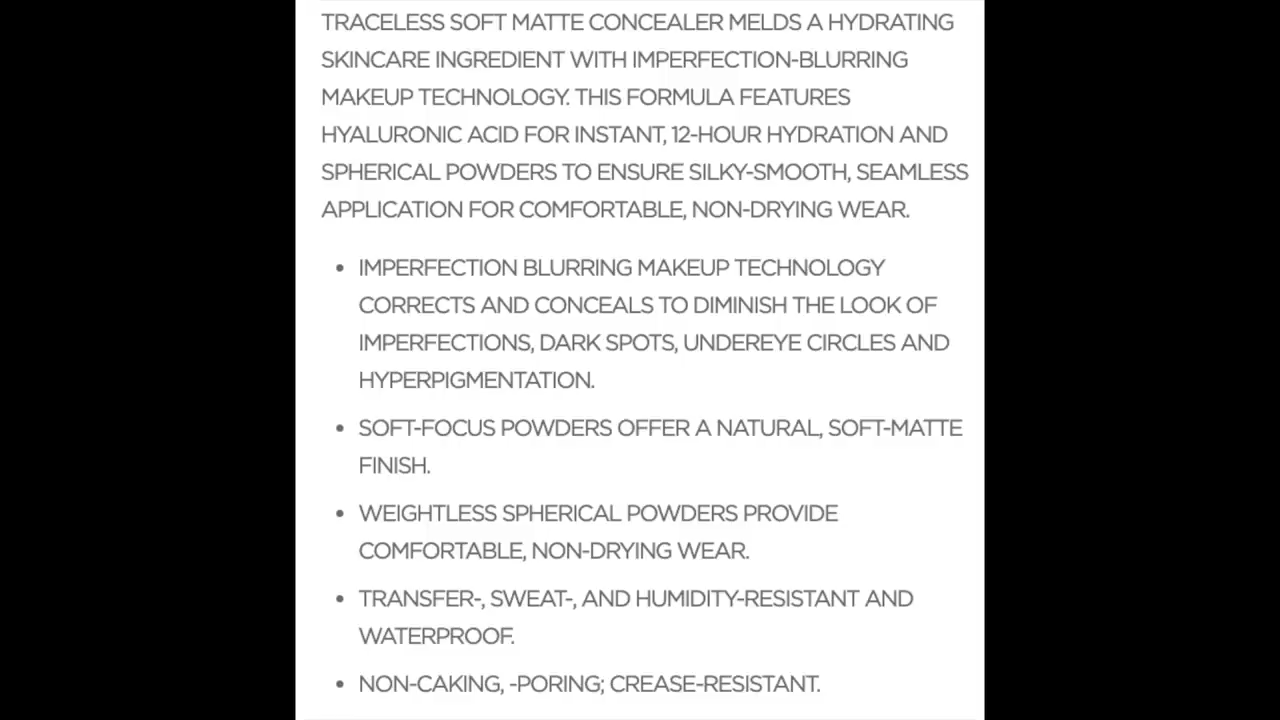 TRACELESS SOFT MATTE CONCEALER MELDS A HYDRATING
SKINCARE INGREDIENT WITH IMPERFECTION-BLURRING
MAKEUP TECHNOLOGY. THIS FORMULA FEATURES
HYALURONIC ACID FOR INSTANT, 12-HOUR HYDRATION AND
SPHERICAL POWDERS TO ENSURE SILKY-SMOOTH, SEAMLESS
APPLICATION FOR COMFORTABLE, NON-DRYING WEAR.
• IMPERFECTION BLURRING MAKEUP TECHNOLOGY
CORRECTS AND CONCEALS TO DIMINISH THE LOOK OF
IMPERFECTIONS, DARK SPOTS, UNDEREYE CIRCLES AND
HYPERPIGMENTATION.
• SOFT-FOCUS POWDERS OFFER A NATURAL, SOFT-MATTE
FINISH.
• WEIGHTLESS SPHERICAL POWDERS PROVIDE
COMFORTABLE, NON-DRYING WEAR.
• TRANSFER-, SWEAT-, AND HUMIDITY-RESISTANT AND
WATERPROOF.
• NON-CAKING, -PORING; CREASE-RESISTANT.